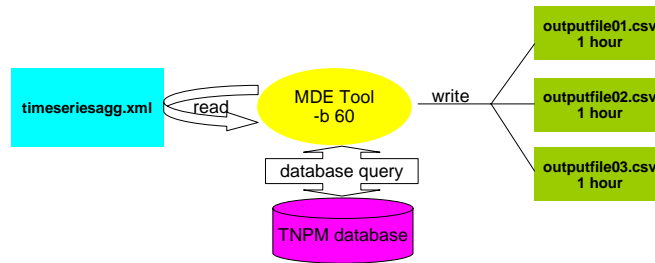 timeseriesagg.xml
read
MDE Tool
-b 60
write
outputfile01.csv
1 hour
outputfile02.csv
1 hour
outputfile03.csv
1 hour
database query
TNPM database